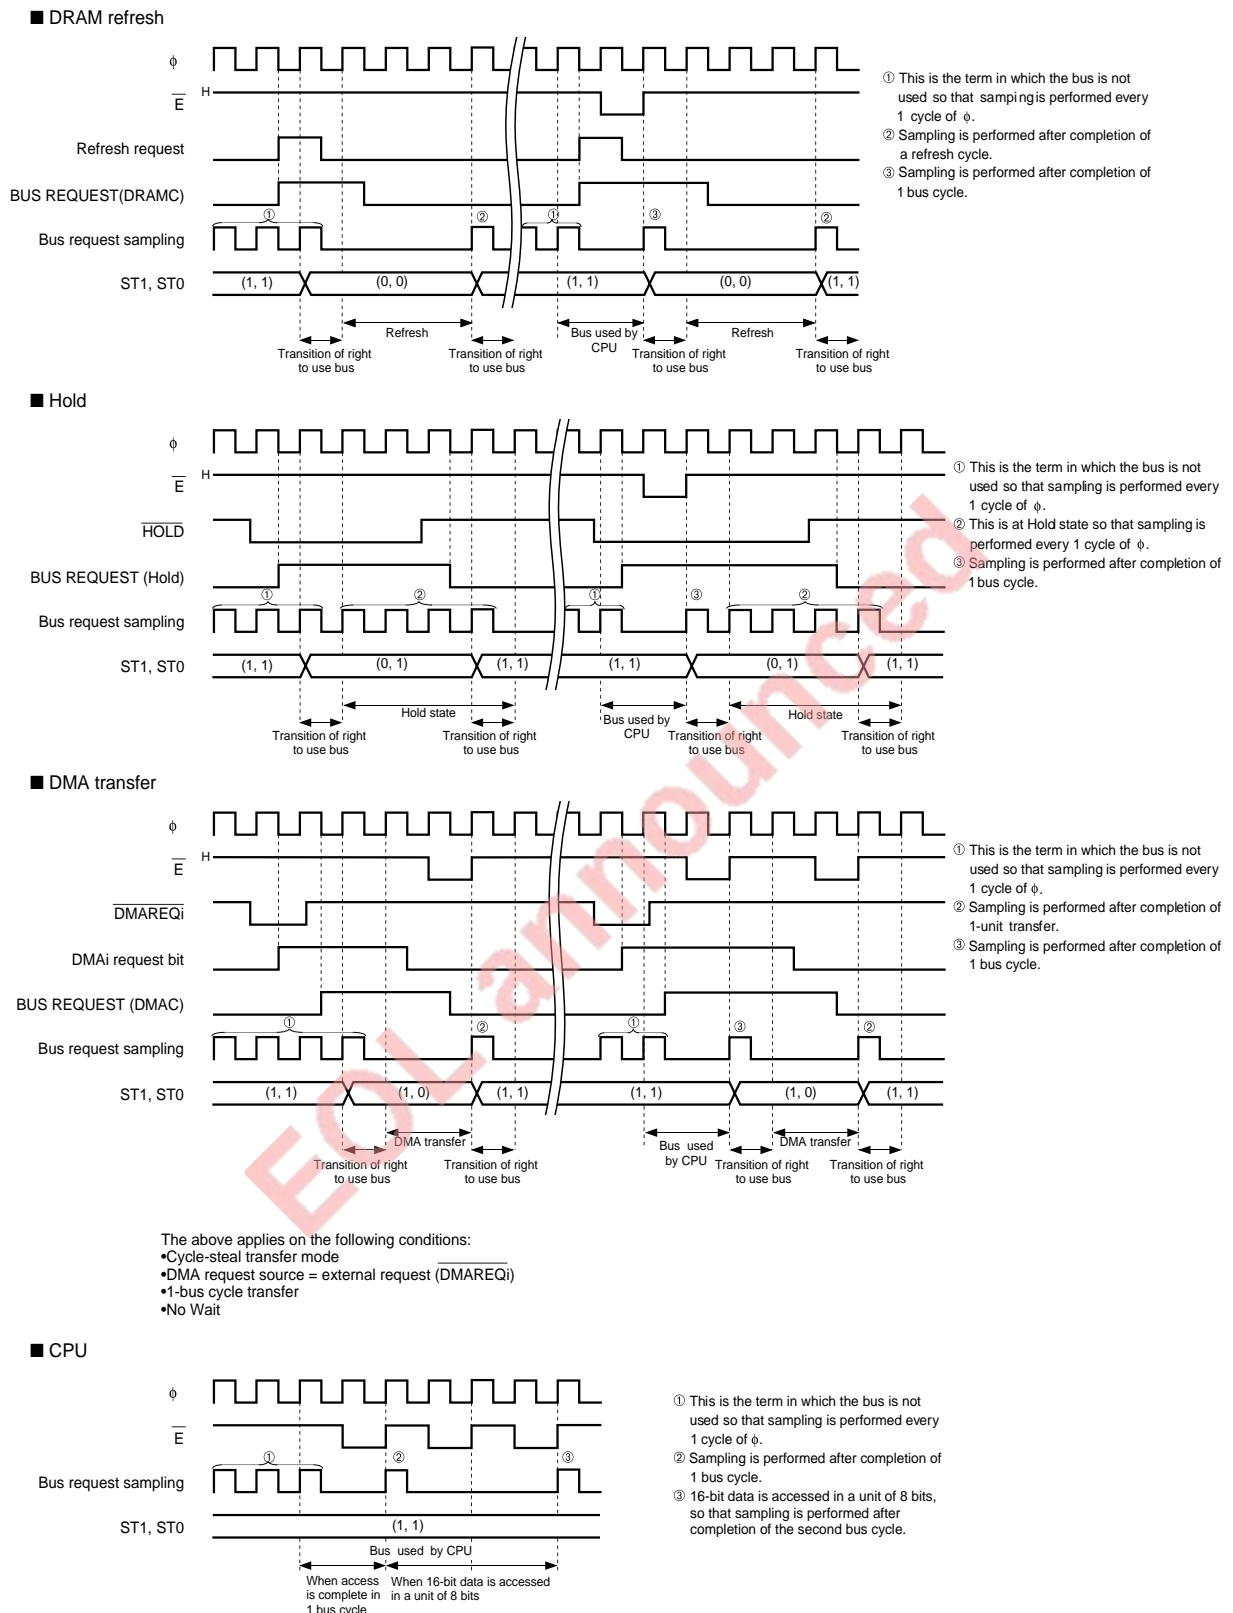 ■ DRAM refresh
ϕ
H
E
Refresh request
BUS REQUEST(DRAMC)
Bus request sampling
ST1, ST0
① ② ① ③ ②
(1, 1) (0, 0) (1, 1) (0, 0) (1, 1)
Refresh Bus used by CPU Refresh
Transition of right to use bus
Transition of right to use bus
Transition of right to use bus
Transition of right to use bus
① This is the term in which the bus is not
used so that samping is performed every
1 cycle of ϕ.
② Sampling is performed after completion of
a refresh cycle.
③ Sampling is performed after completion of
1 bus cycle.
■ Hold
ϕ
H
E
HOLD
BUS REQUEST (Hold)
Bus request sampling
ST1, ST0
① ② ① ③ ②
(1, 1) (0, 1) (1, 1) (1, 1) (0, 1) (1, 1)
Hold state Bus used by CPU Hold state
Transition of right to use bus
Transition of right to use bus
Transition of right to use bus
Transition of right to use bus
① This is the term in which the bus is not
used so that sampling is performed every
1 cycle of ϕ.
② This is at Hold state so that sampling is
performed every 1 cycle of ϕ.
③ Sampling is performed after completion of
1bus cycle.
■ DMA transfer
ϕ
H
E
DMAREQi
DMAi request bit
BUS REQUEST (DMAC)
Bus request sampling
ST1, ST0
① ② ① ③ ②
(1, 1) (1, 0) (1, 1) (1, 1) (1, 0) (1, 1)
DMA transfer Bus used by CPU DMA transfer
Transition of right to use bus
Transition of right to use bus
Transition of right to use bus
Transition of right to use bus
① This is the term in which the bus is not
used so that sampling is performed every
1 cycle of ϕ.
② Sampling is performed after completion of
1-unit transfer.
③ Sampling is performed after completion of
1 bus cycle.
The above applies on the following conditions:
•Cycle-steal transfer mode
•DMA request source = external request (DMAREQi)
•1-bus cycle transfer
•No Wait
■ CPU
ϕ
E
Bus request sampling
ST1, ST0
① ② ③
(1, 1)
Bus used by CPU
When access
is complete in
1 bus cycle
When 16-bit data is accessed
in a unit of 8 bits
① This is the term in which the bus is not
used so that sampling is performed every
1 cycle of ϕ.
② Sampling is performed after completion of
1 bus cycle.
③ 16-bit data is accessed in a unit of 8 bits,
so that sampling is performed after
completion of the second bus cycle.
EOL announced